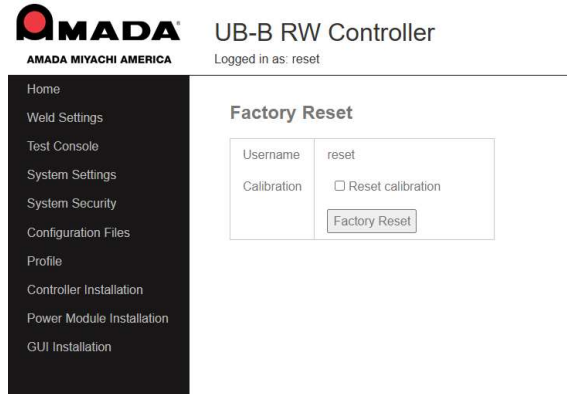 AMADA
AMADA MIYACHI AMERICA
UB-B RW Controller
Logged in as: reset
Home
Weld Settings
Test Console
System Settings
System Security
Configuration Files
Profile
Controller Installation
Power Module Installation
GUI Installation
Factory Reset
Username reset
Calibration Reset calibration
Factory Reset